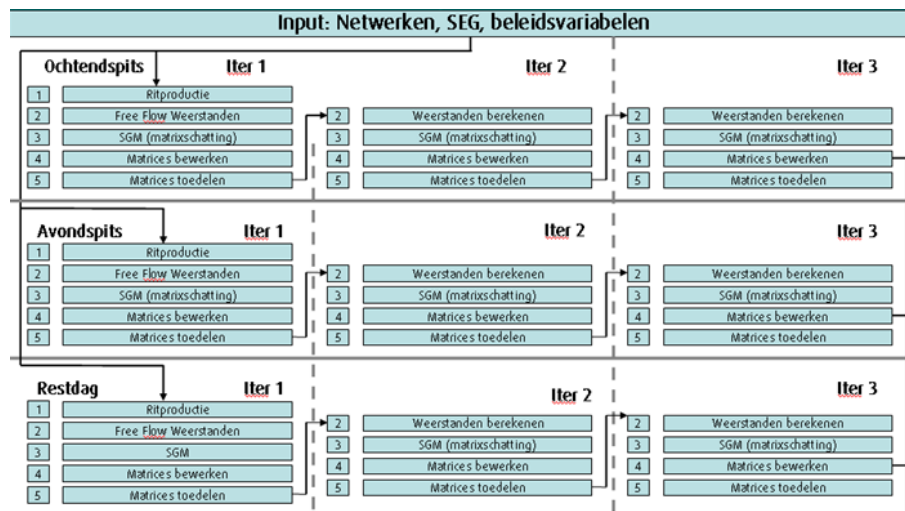 Input: Netwerken, SEG, beleidsvariabelen
Ochtendspits
Iter 1
1 Ritproductie
2 Free Flow Weerstanden
3 SGM (matrixschatting)
4 Matrices bewerken
5 Matrices toedelen
Iter 2
2 Weerstanden berekenen
3 SGM (matrixschatting)
4 Matrices bewerken
5 Matrices toedelen
Iter 3
2 Weerstanden berekenen
3 SGM (matrixschatting)
4 Matrices bewerken
5 Matrices toedelen
Avondspits
Iter 1
1 Ritproductie
2 Free Flow Weerstanden
3 SGM (matrixschatting)
4 Matrices bewerken
5 Matrices toedelen
Iter 2
2 Weerstanden berekenen
3 SGM (matrixschatting)
4 Matrices bewerken
5 Matrices toedelen
Iter 3
2 Weerstanden berekenen
3 SGM (matrixschatting)
4 Matrices bewerken
5 Matrices toedelen
Restdag
Iter 1
1 Ritproductie
2 Free Flow Weerstanden
3 SGM
4 Matrices bewerken
5 Matrices toedelen
Iter 2
2 Weerstanden berekenen
3 SGM (matrixschatting)
4 Matrices bewerken
5 Matrices toedelen
Iter 3
2 Weerstanden berekenen
3 SGM (matrixschatting)
4 Matrices bewerken
5 Matrices toedelen